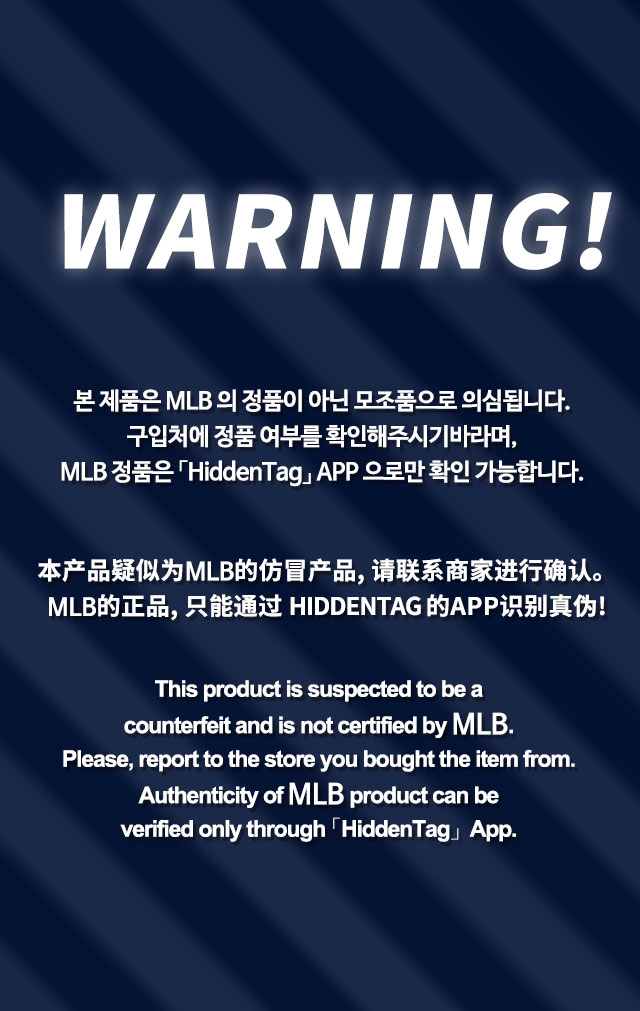 WARNING!
본 제품은 MLB 의 정품이 아닌 모조품으로 의심됩니다.
구입처에 정품 여부를 확인해주시기바라며,
MLB 정품은 「HiddenTag」 APP 으로만 확인 가능합니다.
本产品疑似为MLB的仿冒产品, 请联系商家进行确认。
MLB的正品, 只能通过 HIDDENTAG 的APP识别真伪!
This product is suspected to be a
counterfeit and is not certified by MLB.
Please, report to the store you bought the item from.
Authenticity of MLB product can be
verified only through 「HiddenTag」 App.